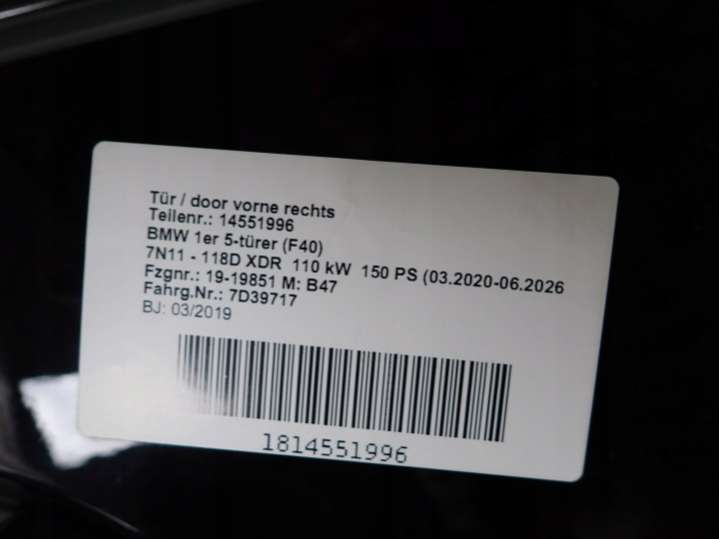 Tür / door vorne rechts
Teilenr.: 14551996
BMW 1er 5-türer (F40)
7N11 - 118D XDR 110 kW 150 PS (03.2020-06.2026
Fzgnr.: 19-19851 M: B47
Fahrg.Nr.: 7D39717
BJ: 03/2019
1814551996